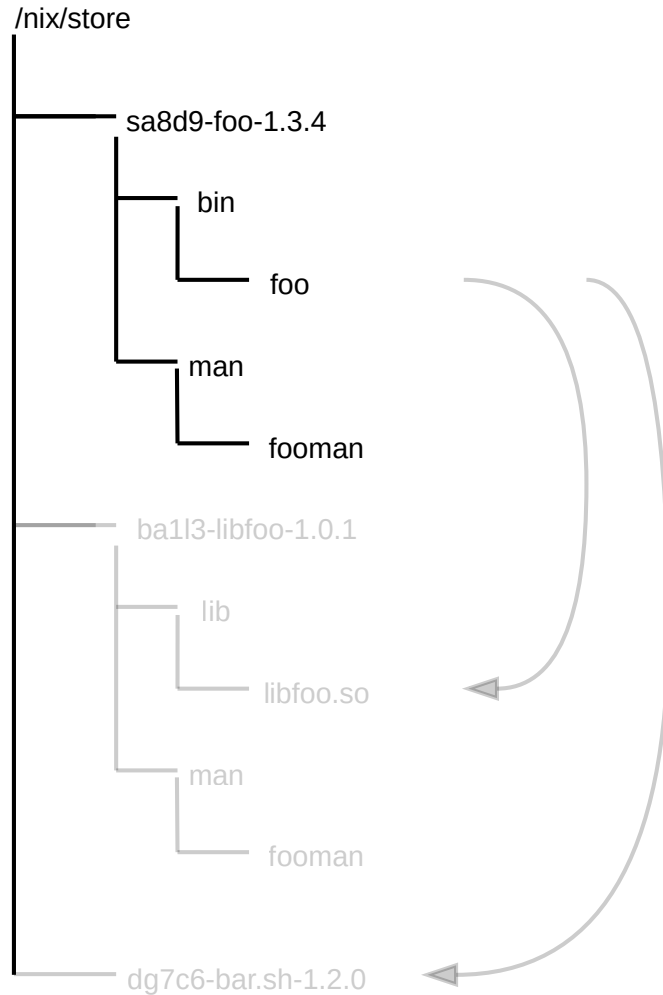 /nix/store
sa8d9-foo-1.3.4
bin
foo
man
fooman
ba1l3-libfoo-1.0.1
lib
libfoo.so
man
fooman
dg7c6-bar.sh-1.2.0